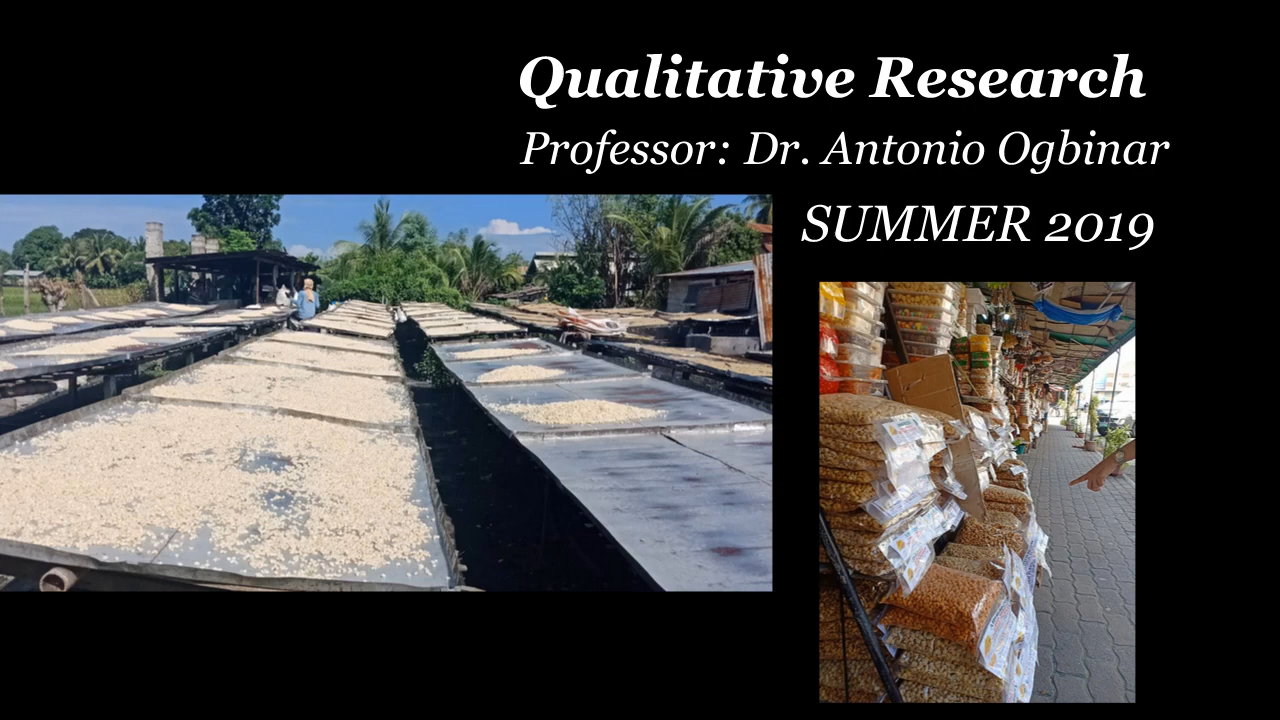 Qualitative Research
Professor: Dr. Antonio Ogbinar
SUMMER 2019